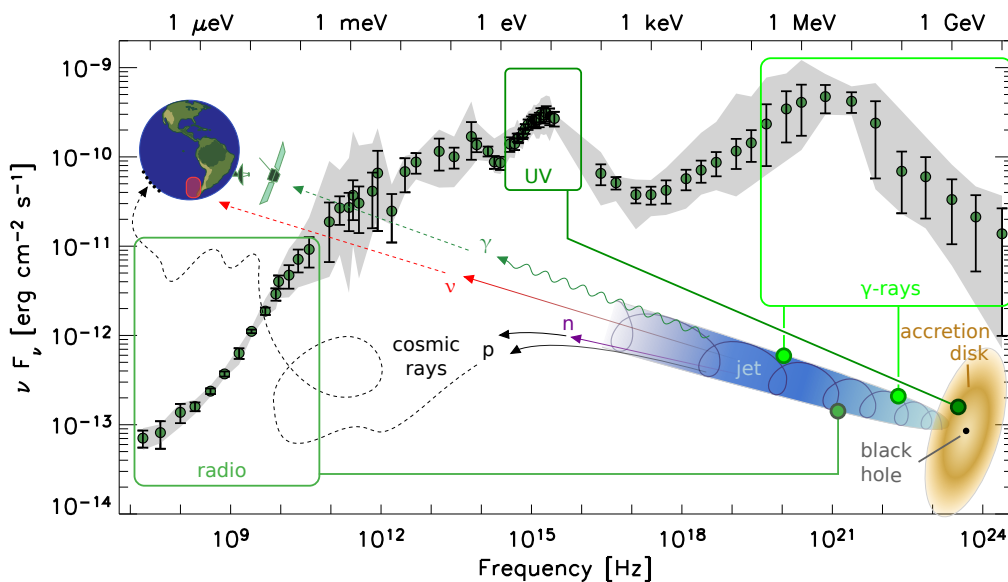 1 μeV 1 meV 1 eV 1 keV 1 MeV 1 GeV
ν Fν [erg cm⁻² s⁻¹]
10⁻⁹
10⁻¹⁰
10⁻¹¹
10⁻¹²
10⁻¹³
10⁻¹⁴
UV
γ
ν
γ-rays
n
p
cosmic
rays
jet
accretion
disk
black
hole
radio
10⁹ 10¹² 10¹⁵ 10¹⁸ 10²¹ 10²⁴
Frequency [Hz]